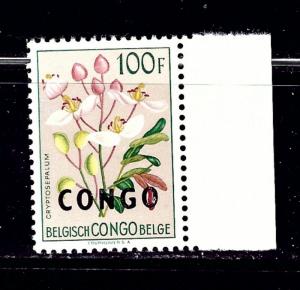 100F
CRYPTOSEPALUM
CONGO
BELGISCH CONGO BELGE